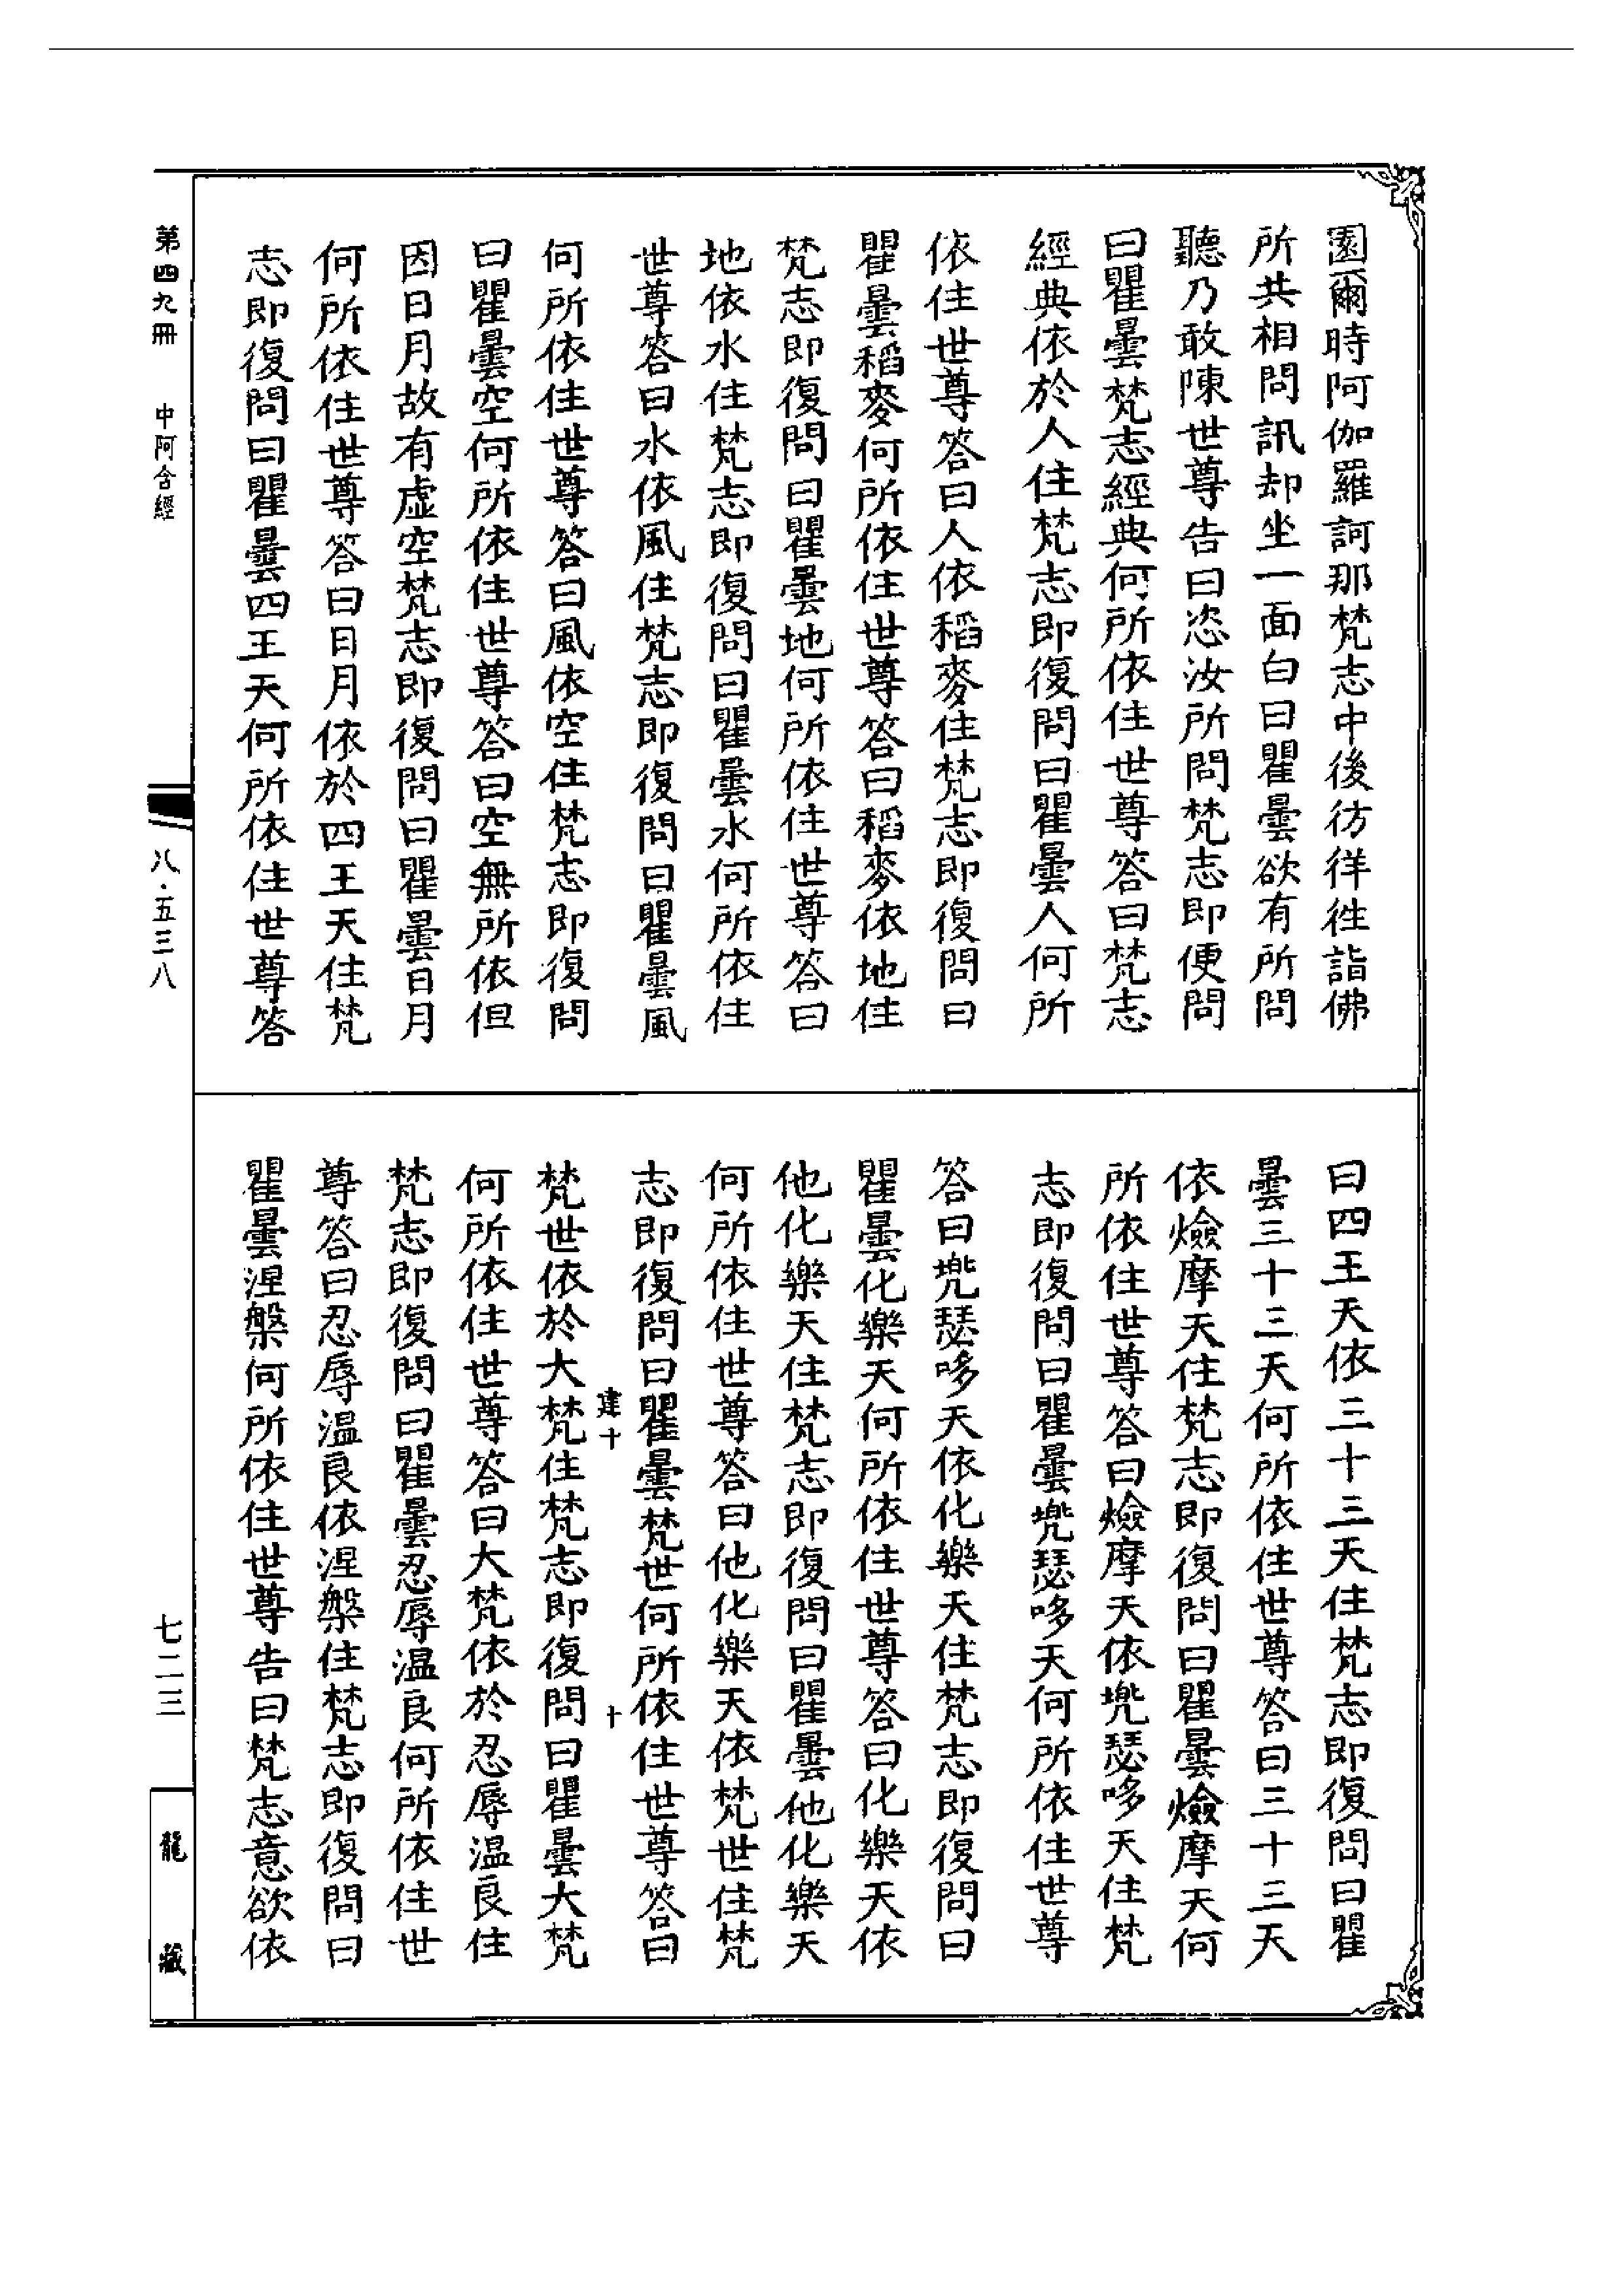 園爾時阿伽羅訶那梵志中後彷徉往詣佛
所共相問訊却坐一面白曰瞿曇欲有所問
聽乃敢陳世尊告曰恣汝所問梵志即便問
曰瞿曇梵志經典何所依住世尊答曰梵志
經典依於人住梵志即復問曰瞿曇人何所
依住世尊答曰人依稻麥住梵志即復問曰
瞿曇稻麥何所依住世尊答曰稻麥依地住
梵志即復問曰瞿曇地何所依住世尊答曰
地依水住梵志即復問曰瞿曇水何所依住
世尊答曰水依風住梵志即復問曰瞿曇風
何所依住世尊答曰風依空住梵志即復問
曰瞿曇空何所依住世尊答曰空無所依但
因日月故有虛空梵志即復問曰瞿曇日月
何所依住世尊答曰日月依於四王天住梵
志即復問曰瞿曇四王天何所依住世尊答
曰四王天依三十三天住梵志即復問曰瞿
曇三十三天何所依住世尊答曰三十三天
依㷿摩天住梵志即復問曰瞿曇㷿摩天何
所依住世尊答曰㷿摩天依兠瑟哆天住梵
志即復問曰瞿曇兠瑟哆天何所依住世尊
答曰兠瑟哆天依化樂天住梵志即復問曰
瞿曇化樂天何所依住世尊答曰化樂天依
他化樂天住梵志即復問曰瞿曇他化樂天
何所依住世尊答曰他化樂天依梵世住梵
志即復問曰瞿曇梵世何所依住世尊答曰
建十 十
梵世依於大梵住梵志即復問曰瞿曇大梵
何所依住世尊答曰大梵依於忍辱溫良住
梵志即復問曰瞿曇忍辱溫良何所依住世
尊答曰忍辱溫良依涅槃住梵志即復問曰
瞿曇涅槃何所依住世尊告曰梵志意欲依
第四九冊 中阿含經 八·五三八 七二三 龍藏